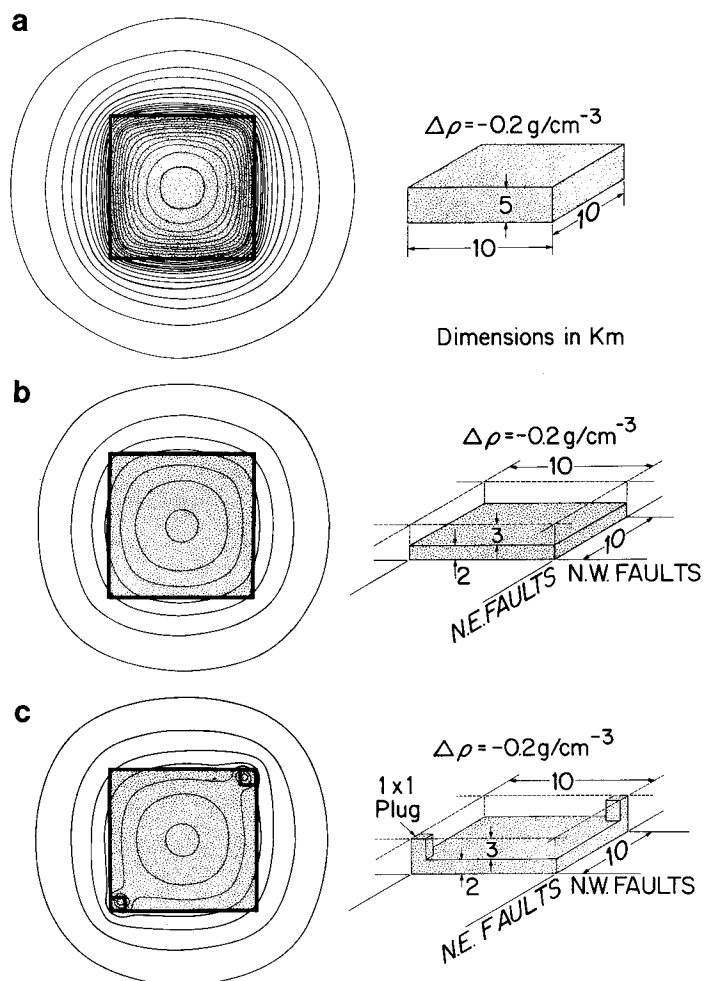 a
Δρ = -0.2 g/cm⁻³
5
10
10
Dimensions in Km
b
Δρ = -0.2 g/cm⁻³
10
3
10
2
N.W. FAULTS
N.E. FAULTS
c
Δρ = -0.2 g/cm⁻³
1 x 1
Plug
10
3
10
2
N.W. FAULTS
N.E. FAULTS